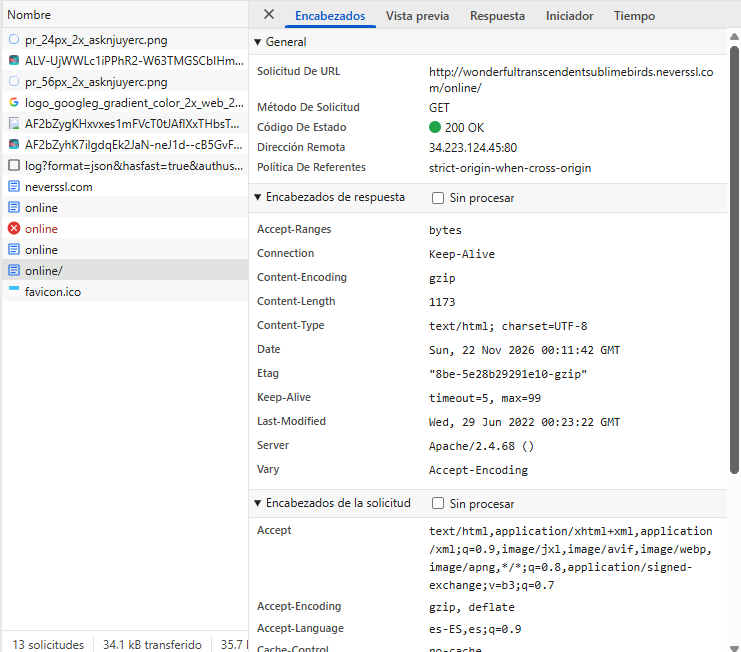 Nombre
pr_24px_2x_asknjuyerc.png
ALV-UjWWLc1iPPhR2-W63TMGSCbIHm...
pr_56px_2x_asknjuyerc.png
logo_googleg_gradient_color_2x_web_2...
AF2bZygKHxvxes1mFVcT0tJAflXxTHbsT...
AF2bZyhK7ilgdqEk2JaN-neJ1d--cB5GvF...
log?format=json&hasfast=true&authus...
neverssl.com
online
online
online
online/
favicon.ico
13 solicitudes
34.1 kB transferido
35.7
Encabezados
Vista previa
Respuesta
Iniciador
Tiempo
General
Solicitud De URL
http://wonderfultranscendentsublimebirds.neverssl.co
m/online/
Método De Solicitud
GET
Código De Estado
200 OK
Dirección Remota
34.223.124.45:80
Política De Referentes
strict-origin-when-cross-origin
Encabezados de respuesta
Sin procesar
Accept-Ranges
bytes
Connection
Keep-Alive
Content-Encoding
gzip
Content-Length
1173
Content-Type
text/html; charset=UTF-8
Date
Sun, 22 Nov 2026 00:11:42 GMT
Etag
"8be-5e28b29291e10-gzip"
Keep-Alive
timeout=5, max=99
Last-Modified
Wed, 29 Jun 2022 00:23:22 GMT
Server
Apache/2.4.68 ()
Vary
Accept-Encoding
Encabezados de la solicitud
Sin procesar
Accept
text/html,application/xhtml+xml,application
/xml;q=0.9,image/jxl,image/avif,image/webp,
image/apng,*/*;q=0.8,application/signed-
exchange;v=b3;q=0.7
Accept-Encoding
gzip, deflate
Accept-Language
es-ES,es;q=0.9
Cache-Control
no-cache